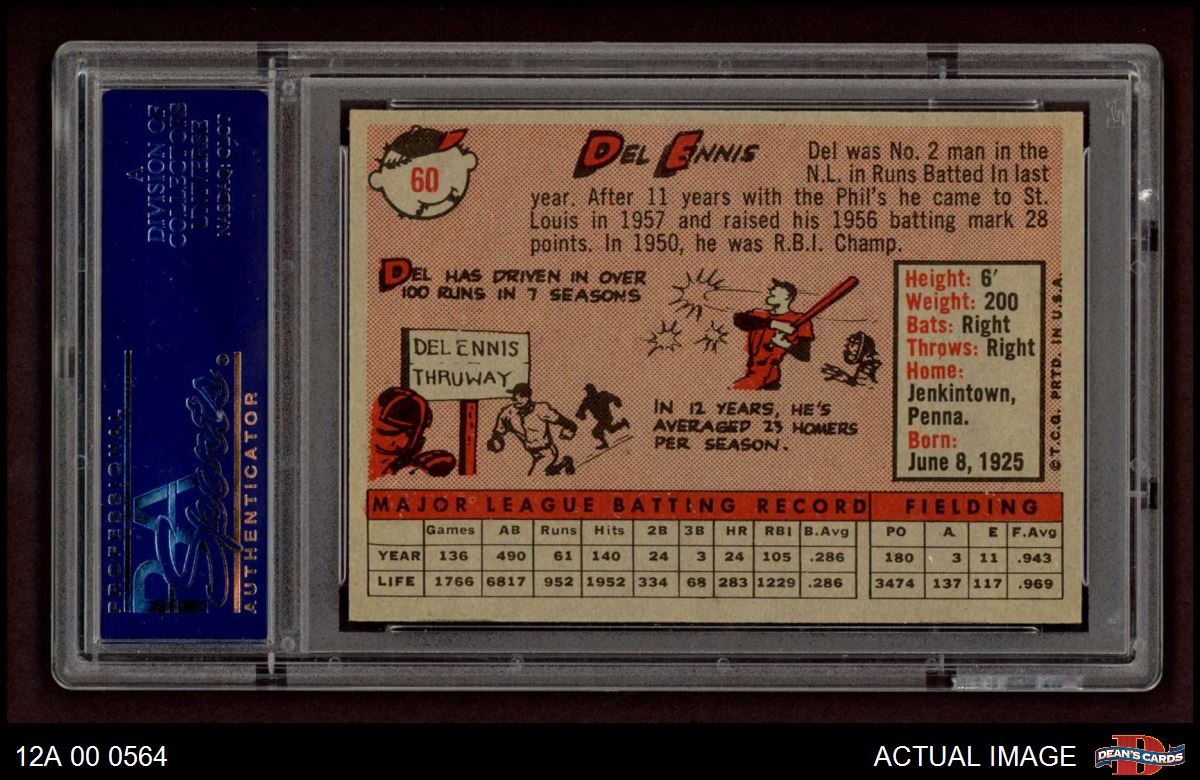 A
DIVISION OF
COLLECTORS
UNIVERSE
NASDAQ: CLCT
PROFESSIONAL
PSA
Sports
AUTHENTICATOR
60
DEL ENNIS
Del was No. 2 man in the
N.L. in Runs Batted In last
year. After 11 years with the Phil's he came to St.
Louis in 1957 and raised his 1956 batting mark 28
points. In 1950, he was R.B.I. Champ.
DEL HAS DRIVEN IN OVER
100 RUNS IN 7 SEASONS
DEL ENNIS
THRUWAY
IN 12 YEARS, HE'S
AVERAGED 23 HOMERS
PER SEASON.
Height: 6'
Weight: 200
Bats: Right
Throws: Right
Home:
Jenkintown,
Penna.
Born:
June 8, 1925
©T.C.G. PRTD. IN U.S.A.
MAJOR LEAGUE BATTING RECORD FIELDING
Games AB Runs Hits 2B 3B HR RBI B.Avg PO A E F.Avg
YEAR 136 490 61 140 24 3 24 105 .286 180 3 11 .943
LIFE 1766 6817 952 1952 334 68 283 1229 .286 3474 137 117 .969
12A 00 0564
ACTUAL IMAGE
DEAN'S CARDS